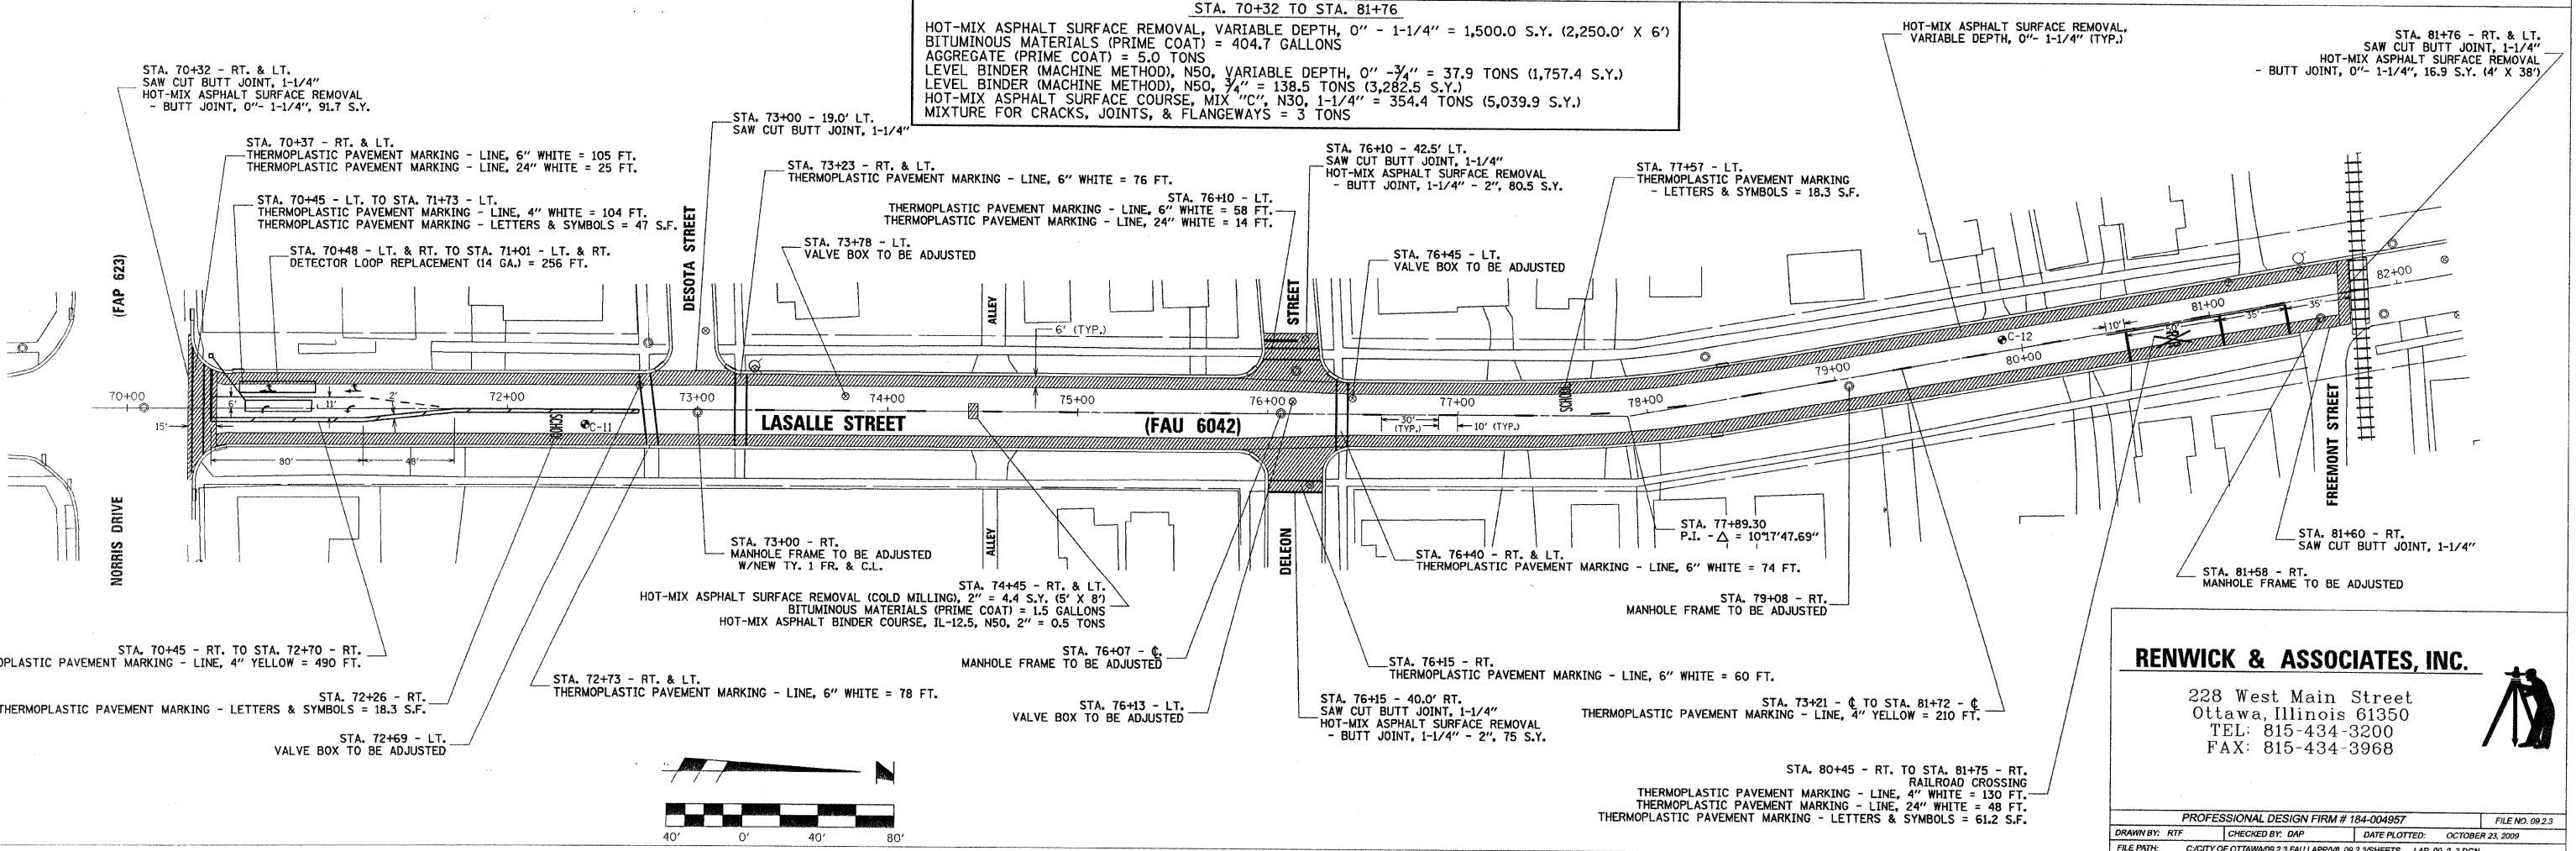 STA. 70+32 TO STA. 81+76
HOT-MIX ASPHALT SURFACE REMOVAL, VARIABLE DEPTH, 0" - 1-1/4" = 1,500.0 S.Y. (2,250.0' X 6')
BITUMINOUS MATERIALS (PRIME COAT) = 404.7 GALLONS
AGGREGATE (PRIME COAT) = 5.0 TONS
LEVEL BINDER (MACHINE METHOD), N50, VARIABLE DEPTH, 0" -3/4" = 37.9 TONS (1,757.4 S.Y.)
LEVEL BINDER (MACHINE METHOD), N50, 3/4" = 138.5 TONS (3,282.5 S.Y.)
HOT-MIX ASPHALT SURFACE COURSE, MIX "C", N30, 1-1/4" = 354.4 TONS (5,039.9 S.Y.)
MIXTURE FOR CRACKS, JOINTS, & FLANGEWAYS = 3 TONS
HOT-MIX ASPHALT SURFACE REMOVAL,
VARIABLE DEPTH, 0"- 1-1/4" (TYP.)
STA. 81+76 - RT. & LT.
SAW CUT BUTT JOINT, 1-1/4"
HOT-MIX ASPHALT SURFACE REMOVAL
- BUTT JOINT, 0"- 1-1/4", 16.9 S.Y. (4' X 38')
STA. 70+32 - RT. & LT.
SAW CUT BUTT JOINT, 1-1/4"
HOT-MIX ASPHALT SURFACE REMOVAL
- BUTT JOINT, 0"- 1-1/4", 91.7 S.Y.
STA. 70+37 - RT. & LT.
THERMOPLASTIC PAVEMENT MARKING - LINE, 6" WHITE = 105 FT.
THERMOPLASTIC PAVEMENT MARKING - LINE, 24" WHITE = 25 FT.
STA. 70+45 - LT. TO STA. 71+73 - LT.
THERMOPLASTIC PAVEMENT MARKING - LINE, 4" WHITE = 104 FT.
THERMOPLASTIC PAVEMENT MARKING - LETTERS & SYMBOLS = 47 S.F.
STA. 70+48 - LT. & RT. TO STA. 71+01 - LT. & RT.
DETECTOR LOOP REPLACEMENT (14 GA.) = 256 FT.
STA. 73+00 - 19.0' LT.
SAW CUT BUTT JOINT, 1-1/4"
STA. 73+23 - RT. & LT.
THERMOPLASTIC PAVEMENT MARKING - LINE, 6" WHITE = 76 FT.
STA. 76+10 - LT.
THERMOPLASTIC PAVEMENT MARKING - LINE, 6" WHITE = 58 FT.
THERMOPLASTIC PAVEMENT MARKING - LINE, 24" WHITE = 14 FT.
STA. 73+78 - LT.
VALVE BOX TO BE ADJUSTED
STA. 76+10 - 42.5' LT.
SAW CUT BUTT JOINT, 1-1/4"
HOT-MIX ASPHALT SURFACE REMOVAL
- BUTT JOINT, 1-1/4" - 2", 80.5 S.Y.
STA. 77+57 - LT.
THERMOPLASTIC PAVEMENT MARKING
- LETTERS & SYMBOLS = 18.3 S.F.
STA. 76+45 - LT.
VALVE BOX TO BE ADJUSTED
(FAP 623)
DESOTA STREET
ALLEY
STREET
6' (TYP.)
70+00
72+00
73+00
74+00
75+00
76+00
77+00
78+00
79+00
80+00
81+00
82+00
6'
11'
2'
15'
80'
48'
SCHOOL
C-11
LASALLE STREET
(FAU 6042)
30'
(TYP.)
10' (TYP.)
SCHOOL
C-12
10'
50'
35'
35'
NORRIS DRIVE
ALLEY
DELEON
FREEMONT STREET
STA. 73+00 - RT.
MANHOLE FRAME TO BE ADJUSTED
W/NEW TY. 1 FR. & C.L.
STA. 74+45 - RT. & LT.
HOT-MIX ASPHALT SURFACE REMOVAL (COLD MILLING), 2" = 4.4 S.Y. (5' X 8')
BITUMINOUS MATERIALS (PRIME COAT) = 1.5 GALLONS
HOT-MIX ASPHALT BINDER COURSE, IL-12.5, N50, 2" = 0.5 TONS
STA. 76+07 - ℄
MANHOLE FRAME TO BE ADJUSTED
STA. 76+13 - LT.
VALVE BOX TO BE ADJUSTED
STA. 77+89.30
P.I. - △ = 10°17'47.69"
STA. 76+40 - RT. & LT.
THERMOPLASTIC PAVEMENT MARKING - LINE, 6" WHITE = 74 FT.
STA. 79+08 - RT.
MANHOLE FRAME TO BE ADJUSTED
STA. 81+60 - RT.
SAW CUT BUTT JOINT, 1-1/4"
STA. 81+58 - RT.
MANHOLE FRAME TO BE ADJUSTED
STA. 70+45 - RT. TO STA. 72+70 - RT.
OPLASTIC PAVEMENT MARKING - LINE, 4" YELLOW = 490 FT.
STA. 72+26 - RT.
THERMOPLASTIC PAVEMENT MARKING - LETTERS & SYMBOLS = 18.3 S.F.
STA. 72+69 - LT.
VALVE BOX TO BE ADJUSTED
STA. 72+73 - RT. & LT.
THERMOPLASTIC PAVEMENT MARKING - LINE, 6" WHITE = 78 FT.
STA. 76+15 - RT.
THERMOPLASTIC PAVEMENT MARKING - LINE, 6" WHITE = 60 FT.
STA. 76+15 - 40.0' RT.
SAW CUT BUTT JOINT, 1-1/4"
HOT-MIX ASPHALT SURFACE REMOVAL
- BUTT JOINT, 1-1/4" - 2", 75 S.Y.
STA. 73+21 - ℄ TO STA. 81+72 - ℄
THERMOPLASTIC PAVEMENT MARKING - LINE, 4" YELLOW = 210 FT.
STA. 80+45 - RT. TO STA. 81+75 - RT.
RAILROAD CROSSING
THERMOPLASTIC PAVEMENT MARKING - LINE, 4" WHITE = 130 FT.
THERMOPLASTIC PAVEMENT MARKING - LINE, 24" WHITE = 48 FT.
THERMOPLASTIC PAVEMENT MARKING - LETTERS & SYMBOLS = 61.2 S.F.
N
40' 0' 40' 80'
RENWICK & ASSOCIATES, INC.
228 West Main Street
Ottawa, Illinois 61350
TEL: 815-434-3200
FAX: 815-434-3968
PROFESSIONAL DESIGN FIRM # 184-004957
FILE NO. 09.2.3
DRAWN BY: RTF
CHECKED BY: DAP
DATE PLOTTED: OCTOBER 23, 2009
FILE PATH: